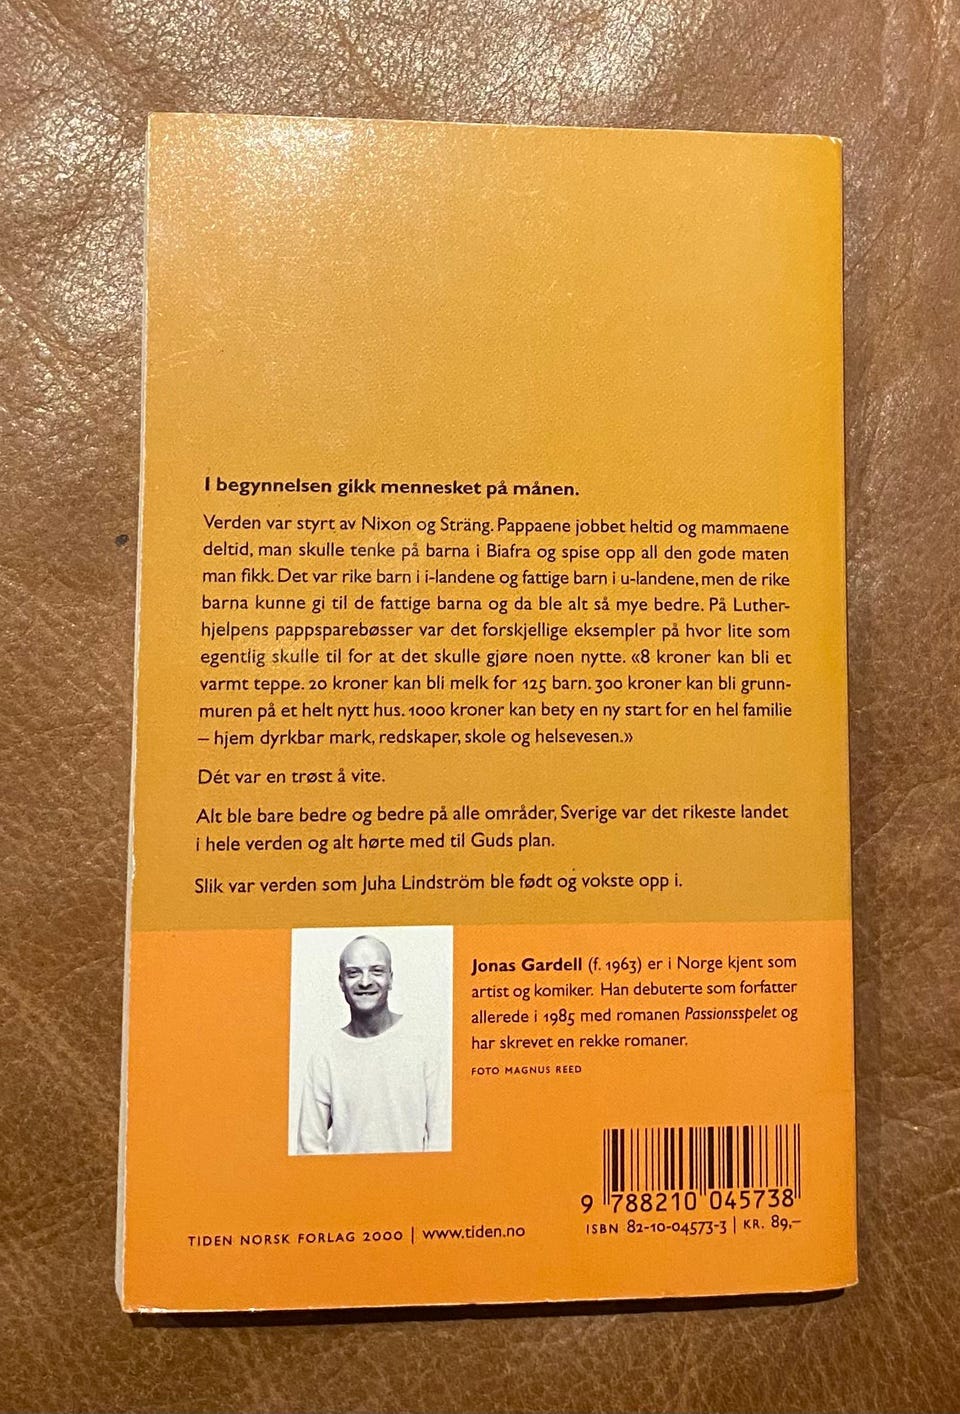 I begynnelsen gikk mennesket på månen.
Verden var styrt av Nixon og Sträng. Pappaene jobbet heltid og mammaene
deltid, man skulle tenke på barna i Biafra og spise opp all den gode maten
man fikk. Det var rike barn i i-landene og fattige barn i u-landene, men de rike
barna kunne gi til de fattige barna og da ble alt så mye bedre. På Luther-
hjelpens pappsparebøsser var det forskjellige eksempler på hvor lite som
egentlig skulle til for at det skulle gjøre noen nytte. «8 kroner kan bli et
varmt teppe. 20 kroner kan bli melk for 125 barn. 300 kroner kan bli grunn-
muren på et helt nytt hus. 1000 kroner kan bety en ny start for en hel familie
– hjem dyrkbar mark, redskaper, skole og helsevesen.»
Dét var en trøst å vite.
Alt ble bare bedre og bedre på alle områder, Sverige var det rikeste landet
i hele verden og alt hørte med til Guds plan.
Slik var verden som Juha Lindström ble født og vokste opp i.
Jonas Gardell (f. 1963) er i Norge kjent som
artist og komiker. Han debuterte som forfatter
allerede i 1985 med romanen Passionsspelet og
har skrevet en rekke romaner.
FOTO MAGNUS REED
9 788210 045738
ISBN 82-10-04573-3 | KR. 89,–
TIDEN NORSK FORLAG 2000 | www.tiden.no